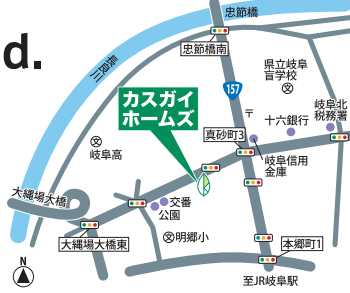 d.
忠節橋
忠節橋南
長良川
157
県立岐阜
盲学校
文
カスガイ
ホームズ
〒
十六銀行
岐阜北
税務署
真砂町3
文
岐阜高
岐阜信用
金庫
大縄場大橋
交番
公園
大縄場大橋東
文明郷小
本郷町1
N
至JR岐阜駅